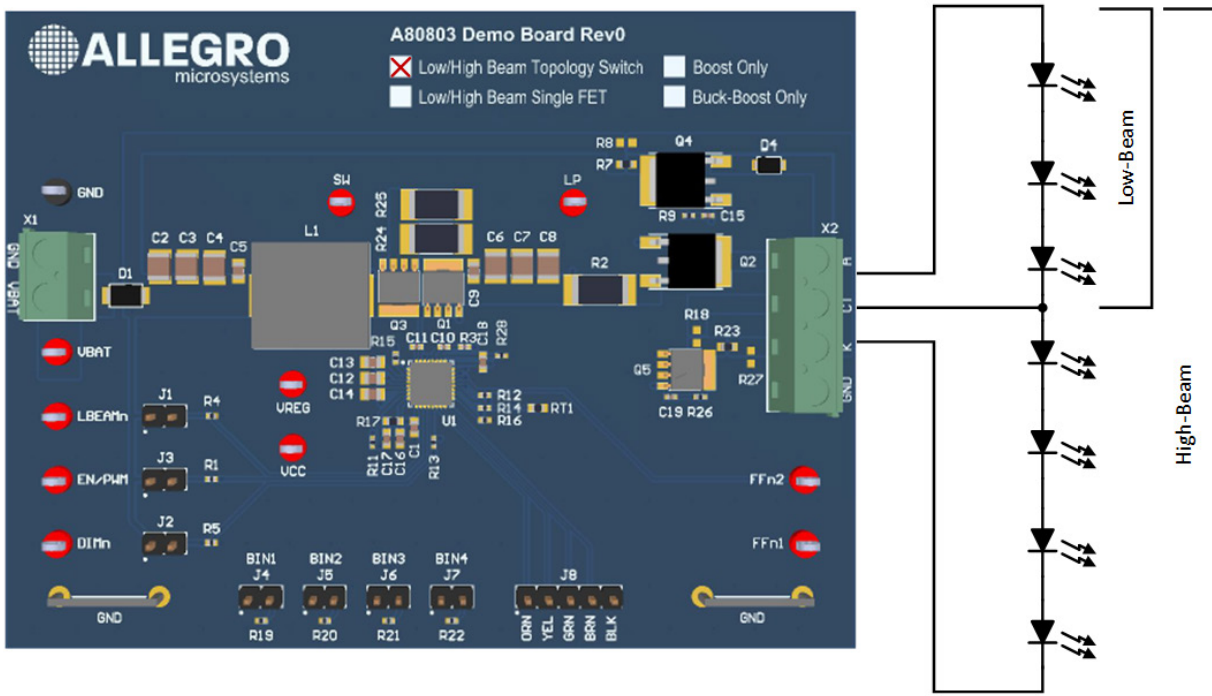 ALLEGRO
microsystems
A80803 Demo Board Rev0
Low/High Beam Topology Switch
Boost Only
Low/High Beam Single FET
Buck-Boost Only
Low-Beam
High-Beam
GND
SW
LP
R8
R7
Q4
D4
R9
C15
X1
GND
VBAT
D1
C2
C3
C4
C5
L1
R25
R24
C6
C7
C8
R2
Q2
X2
A
CT
K
GND
Q3
Q1
C9
VBAT
R15
C11
C10
R3
C18
R28
C13
C12
C14
R18
R23
Q5
R27
C19
R26
VREG
U1
R12
R14
R16
RT1
LBEAMn
J1
R4
R17
R11
C17
C16
C1
R13
VCC
EN/PWM
J3
R1
FFn2
DIMn
J2
R5
FFn1
GND
BIN1
BIN2
BIN3
BIN4
J4
J5
J6
J7
J8
R19
R20
R21
R22
ORN
YEL
GRN
BRN
BLK
GND